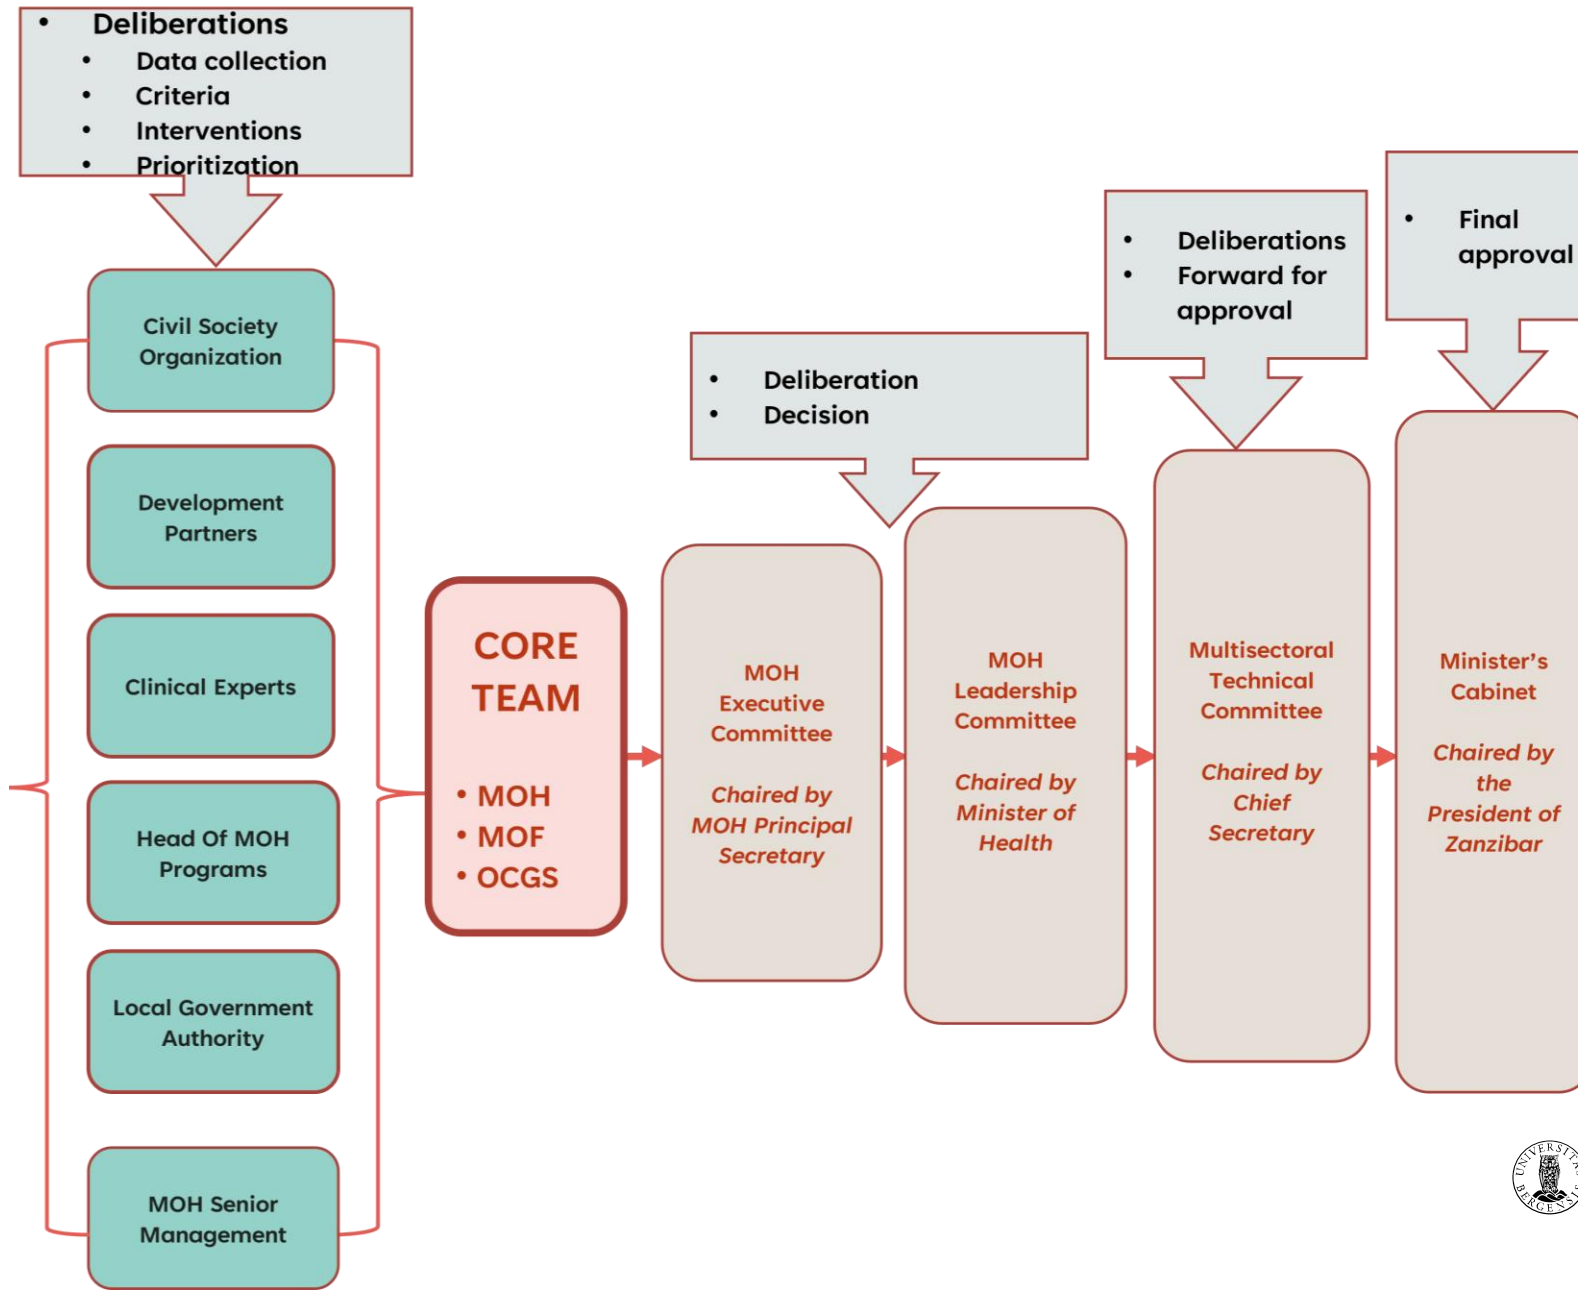 • Deliberations
• Data collection
• Criteria
• Interventions
• Prioritization
Civil Society
Organization
Development
Partners
Clinical Experts
Head Of MOH
Programs
Local Government
Authority
MOH Senior
Management
CORE
TEAM
• MOH
• MOF
• OCGS
• Deliberation
• Decision
MOH
Executive
Committee
Chaired by
MOH Principal
Secretary
MOH
Leadership
Committee
Chaired by
Minister of
Health
• Deliberations
• Forward for
approval
Multisectoral
Technical
Committee
Chaired by
Chief
Secretary
• Final
approval
Minister's
Cabinet
Chaired by
the
President of
Zanzibar
UNIVERSITAS
BERGENSIS